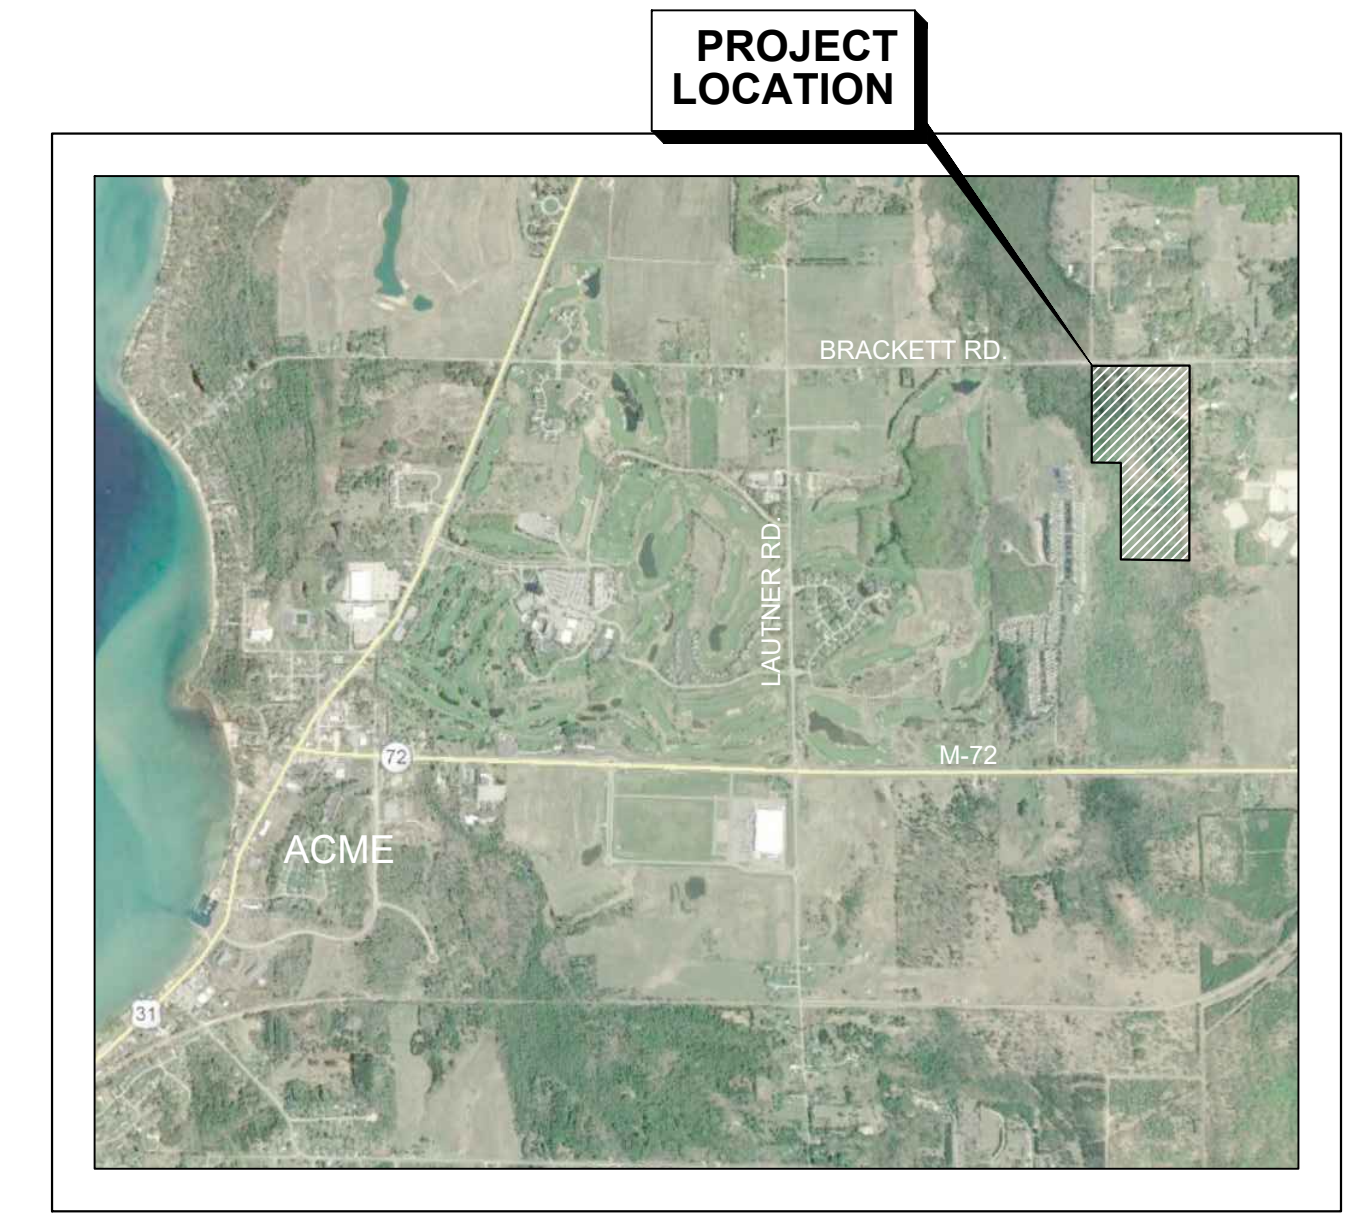 PROJECT
LOCATION
BRACKETT RD.
LAUTNER RD.
72
M-72
ACME
31